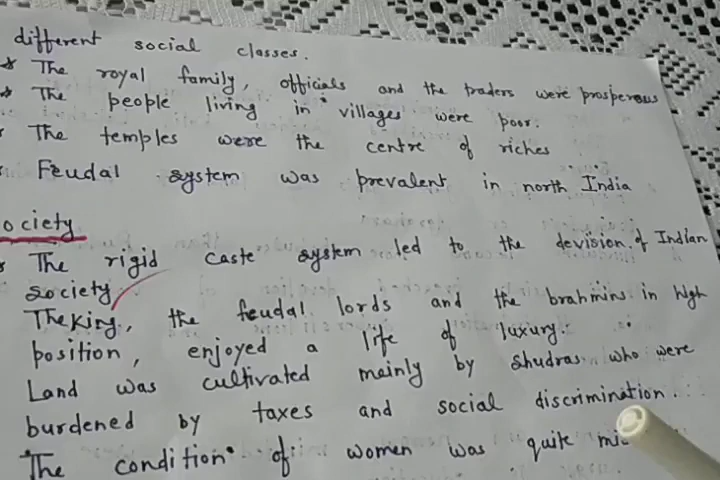 different social classes.
* The royal family, officials and the traders were prosperous
* The people living in villages were poor.
The temples were the centre of riches
Feudal system was prevalent in north India
ociety
The rigid caste system led to the devision of Indian
society.
The King, the feudal lords and the brahmins in high
position, enjoyed a life of luxury.
Land was cultivated mainly by Shudras who were
burdened by taxes and social discrimination.
The condition of women was quite